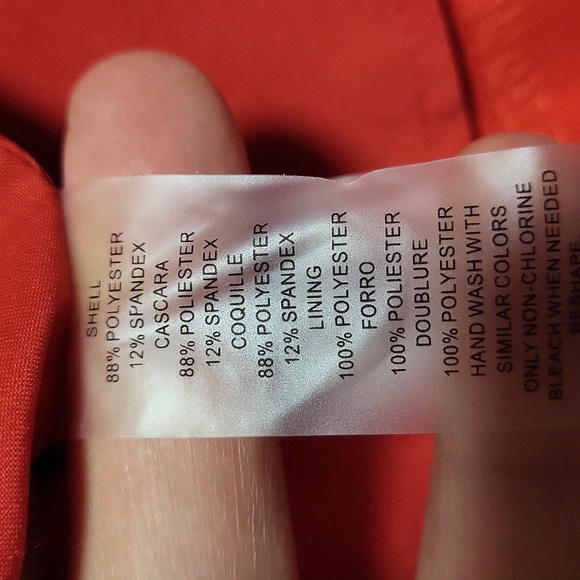 SHELL
88% POLYESTER
12% SPANDEX
CASCARA
88% POLIESTER
12% SPANDEX
COQUILLE
88% POLYESTER
12% SPANDEX
LINING
100% POLYESTER
FORRO
100% POLIESTER
DOUBLURE
100% POLYESTER
HAND WASH WITH
SIMILAR COLORS
ONLY NON-CHLORINE
BLEACH WHEN NEEDED
RESHAPE